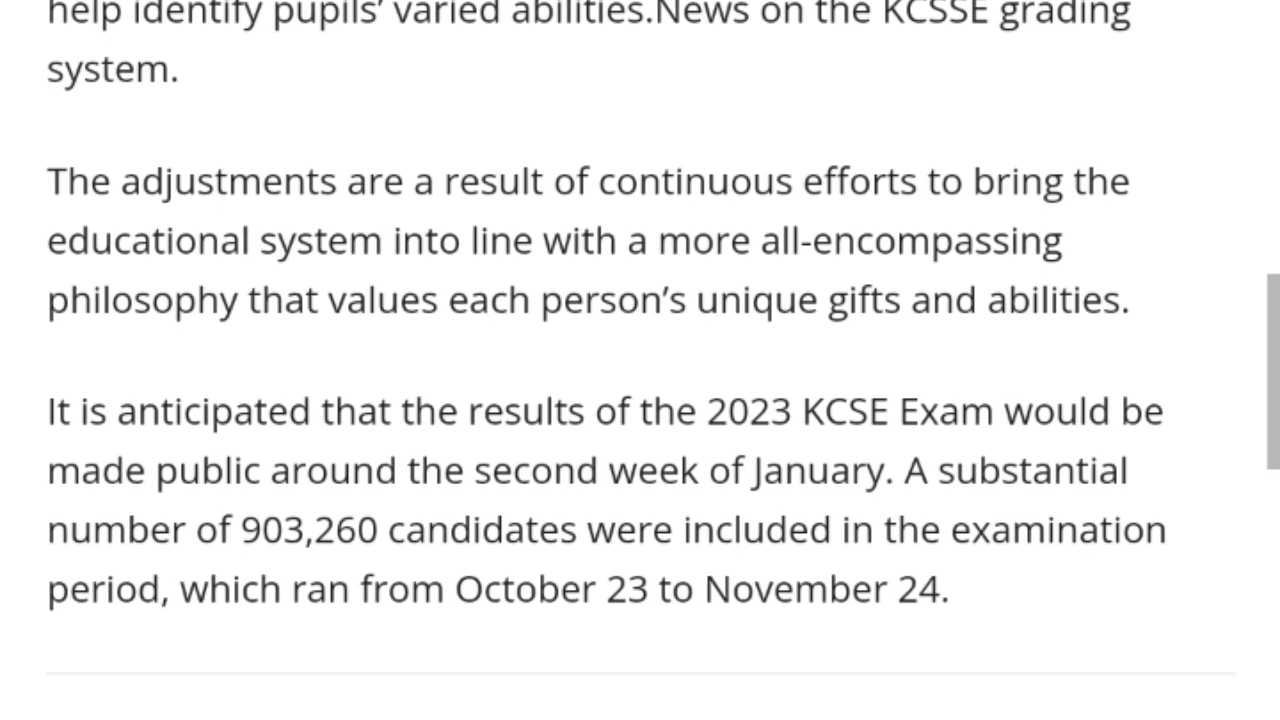 help identify pupils’ varied abilities.News on the KCSSE grading
system.
The adjustments are a result of continuous efforts to bring the
educational system into line with a more all-encompassing
philosophy that values each person’s unique gifts and abilities.
It is anticipated that the results of the 2023 KCSE Exam would be
made public around the second week of January. A substantial
number of 903,260 candidates were included in the examination
period, which ran from October 23 to November 24.